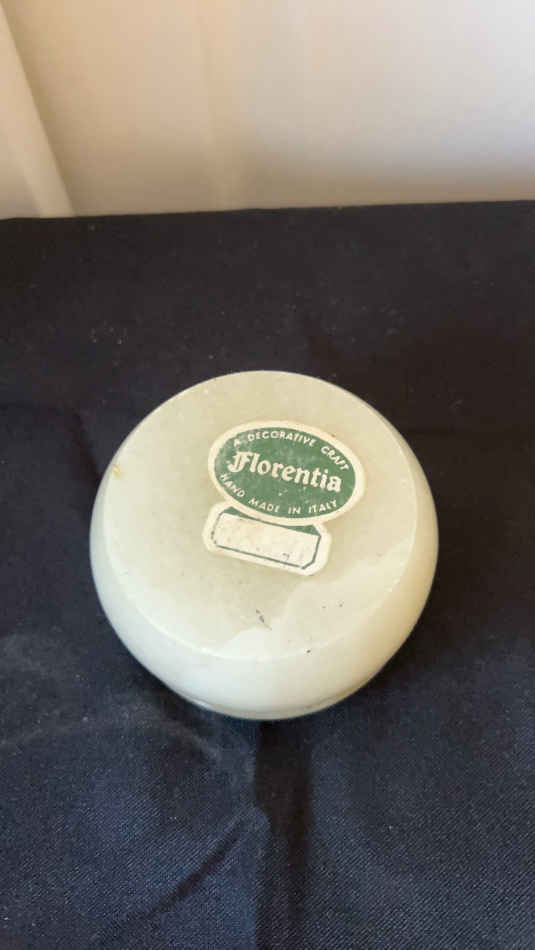 A DECORATIVE CRAFT
Florentia
HAND MADE IN ITALY